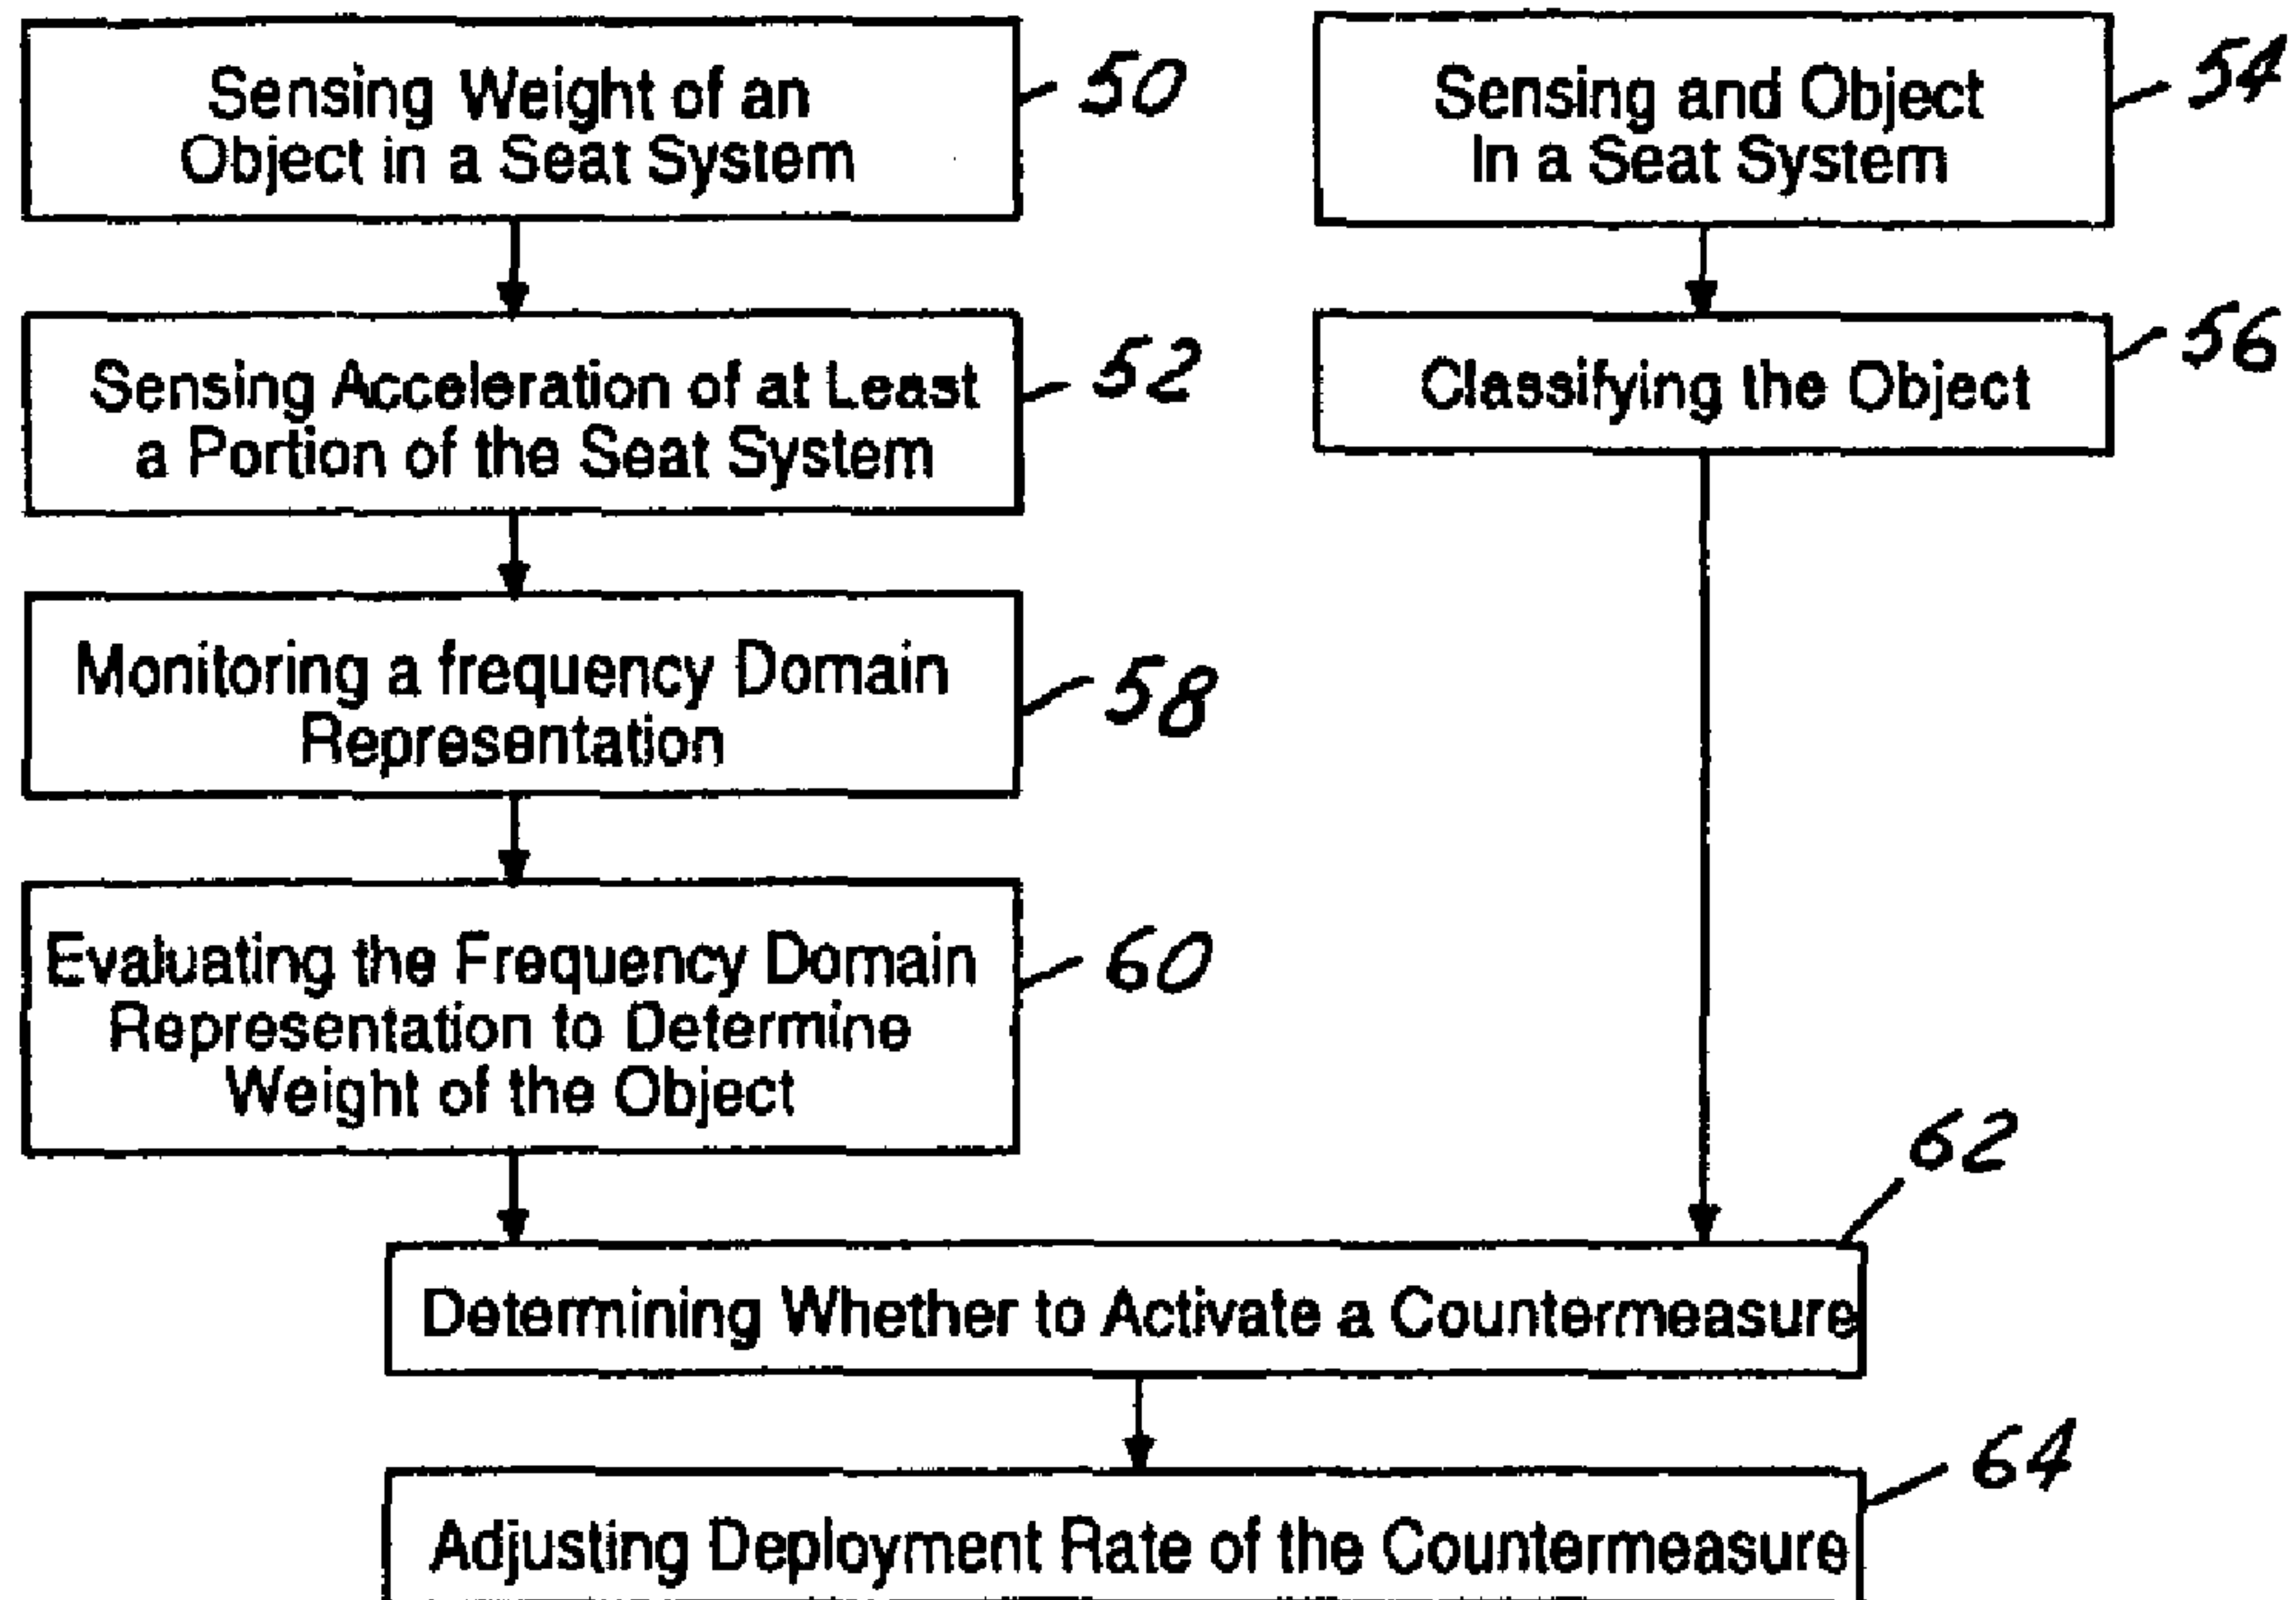 Sensing Weight of an
Object in a Seat System
50
Sensing and Object
In a Seat System
54
Sensing Acceleration of at Least
a Portion of the Seat System
52
Classifying the Object
56
Monitoring a frequency Domain
Representation
58
Evaluating the Frequency Domain
Representation to Determine
Weight of the Object
60
62
Determining Whether to Activate a Countermeasure
64
Adjusting Deployment Rate of the Countermeasure